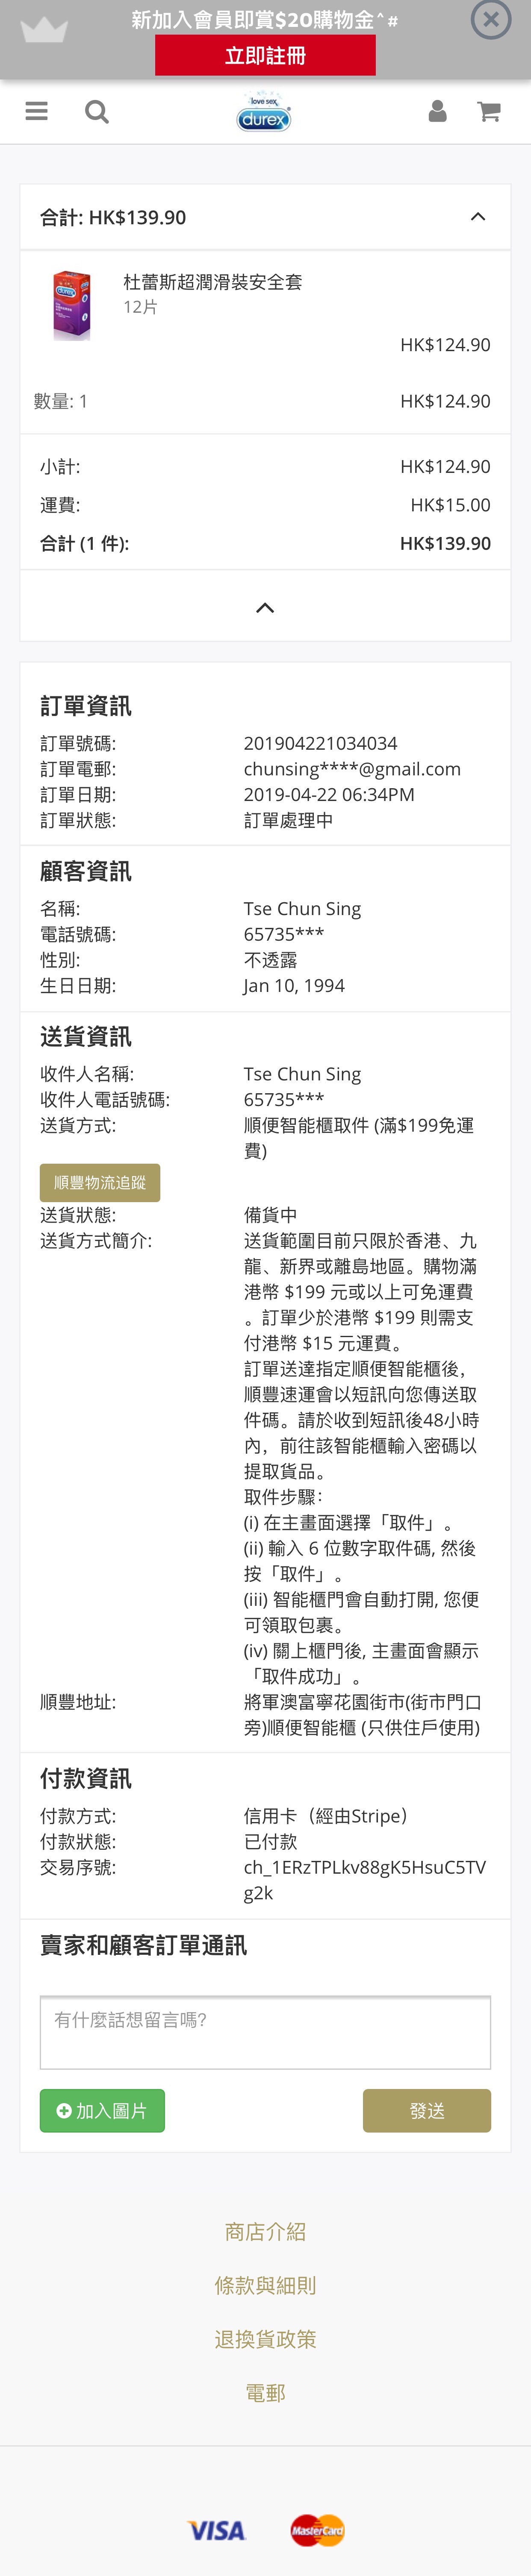 新加入會員即賞$20購物金^#
立即註冊
love sex
durex
合計: HK$139.90
durex
杜蕾斯超潤滑裝安全套
12片
HK$124.90
數量: 1
HK$124.90
小計:
HK$124.90
運費:
HK$15.00
合計 (1 件):
HK$139.90
訂單資訊
訂單號碼:
201904221034034
訂單電郵:
chunsing****@gmail.com
訂單日期:
2019-04-22 06:34PM
訂單狀態:
訂單處理中
顧客資訊
名稱:
Tse Chun Sing
電話號碼:
65735***
性別:
不透露
生日日期:
Jan 10, 1994
送貨資訊
收件人名稱:
Tse Chun Sing
收件人電話號碼:
65735***
送貨方式:
順便智能櫃取件 (滿$199免運
費)
順豐物流追蹤
送貨狀態:
備貨中
送貨方式簡介:
送貨範圍目前只限於香港、九
龍、新界或離島地區。購物滿
港幣 $199 元或以上可免運費
。訂單少於港幣 $199 則需支
付港幣 $15 元運費。
訂單送達指定順便智能櫃後，
順豐速運會以短訊向您傳送取
件碼。請於收到短訊後48小時
內，前往該智能櫃輸入密碼以
提取貨品。
取件步驟：
(i) 在主畫面選擇「取件」。
(ii) 輸入 6 位數字取件碼, 然後
按「取件」。
(iii) 智能櫃門會自動打開, 您便
可領取包裹。
(iv) 關上櫃門後, 主畫面會顯示
「取件成功」。
順豐地址:
將軍澳富寧花園街市(街市門口
旁)順便智能櫃 (只供住戶使用)
付款資訊
付款方式:
信用卡（經由Stripe）
付款狀態:
已付款
交易序號:
ch_1ERzTPLkv88gK5HsuC5TV
g2k
賣家和顧客訂單通訊
有什麼話想留言嗎?
加入圖片
發送
商店介紹
條款與細則
退換貨政策
電郵
VISA
MasterCard